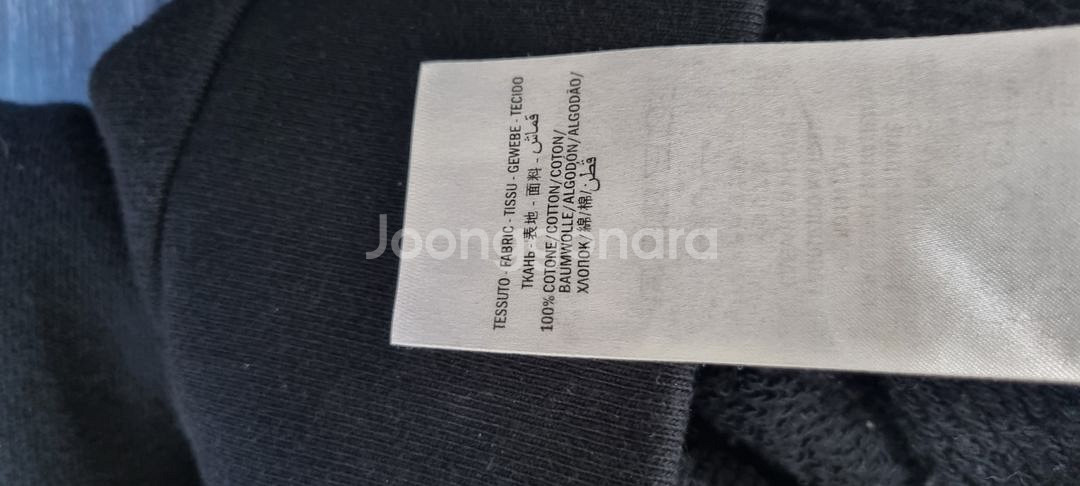 TESSUTO - FABRIC - TISSU - GEWEBE - TECIDO
ТКАНЬ - 表地 - 面料 - قماش
100% COTONE/COTTON/COTON/
BAUMWOLLE/ALGODÓN/ALGODÃO/
ХЛОПОК/綿/棉/قطن
Joonggonara